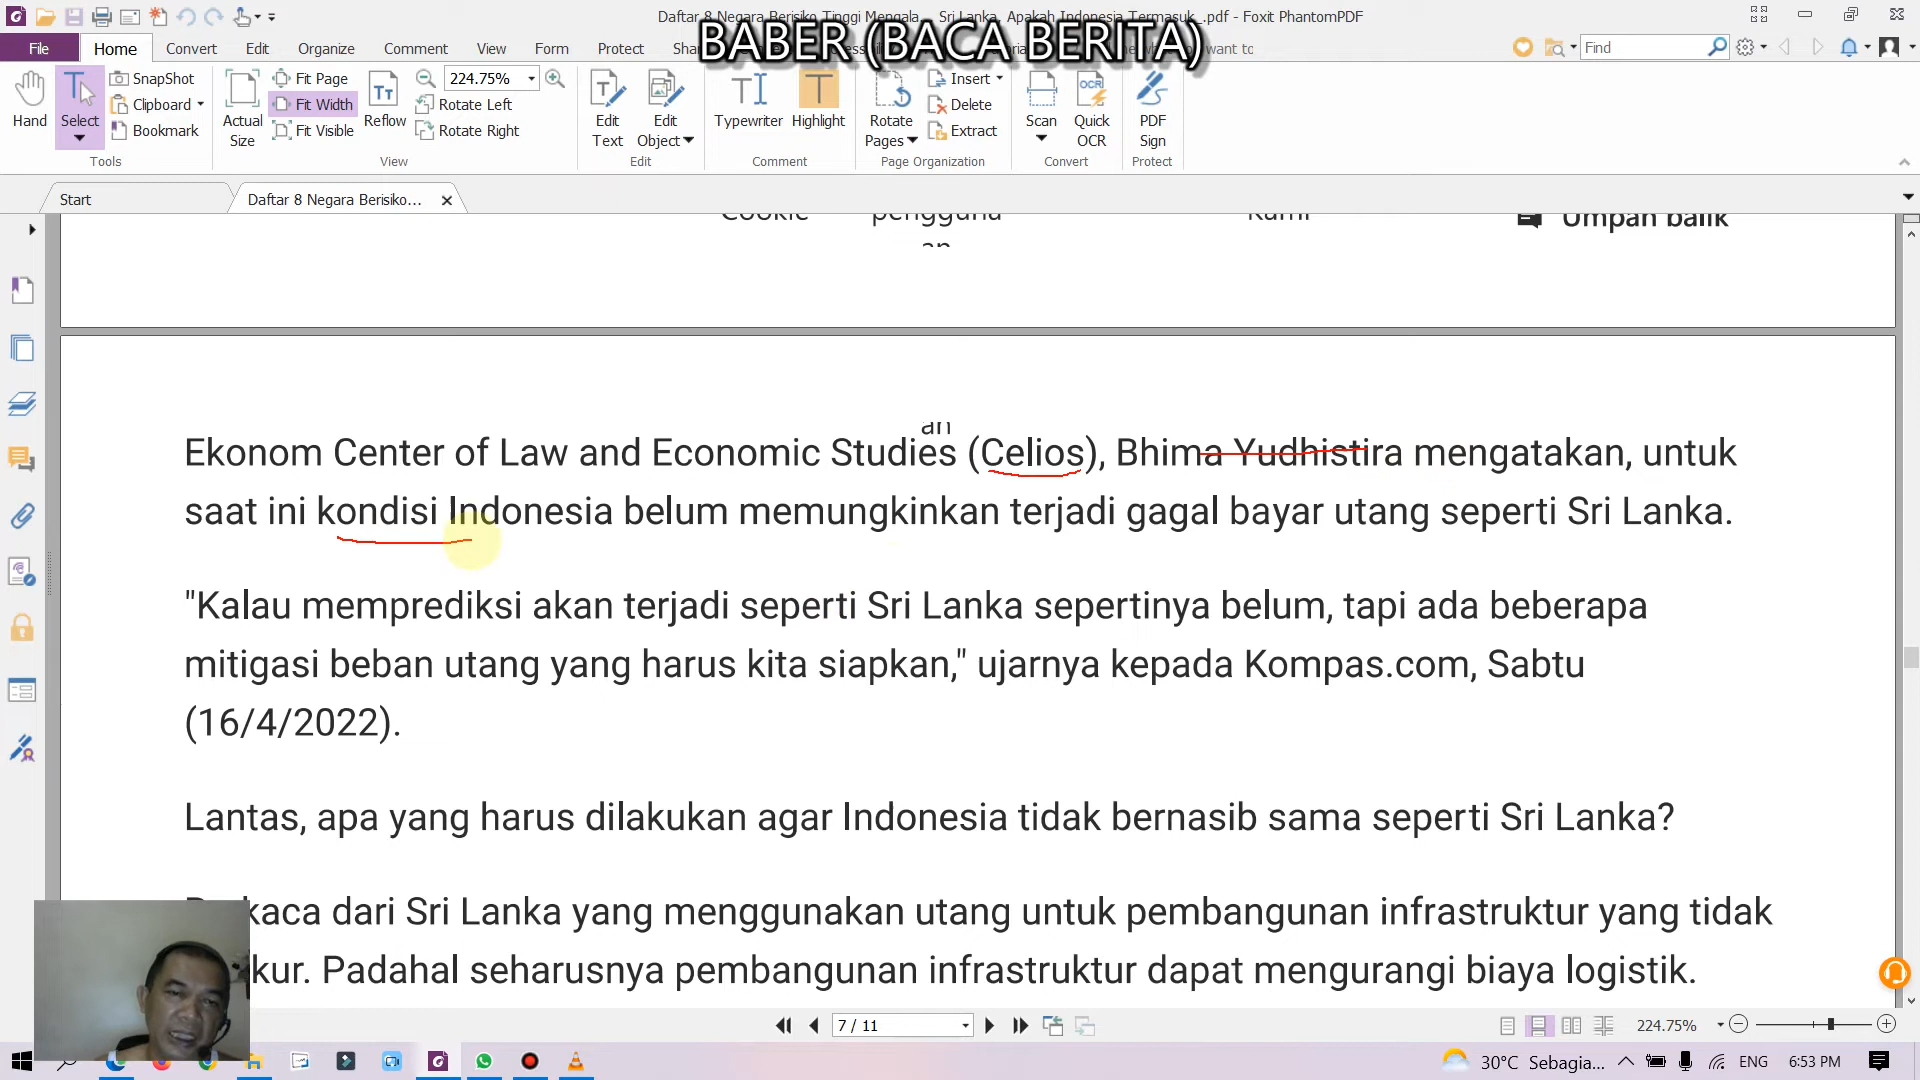 Daftar 8 Negara Berisiko Tinggi Mengala... Sri Lanka, Apakah Indonesia Termasuk_.pdf - Foxit PhantomPDF
BABER (BACA BERITA)
File Home Convert Edit Organize Comment View Form Protect Find
SnapShot Fit Page 224.75% Insert
Clipboard Fit Width Rotate Left Delete
Bookmark Fit Visible Rotate Right Extract
Hand Select Actual Size Reflow Edit Text Edit Object Typewriter Highlight Rotate Pages Scan Quick OCR PDF Sign
Tools View Edit Comment Page Organization Convert Protect
Start Daftar 8 Negara Berisiko...
Cookie pengguna Kami Umpan balik
an
an
Ekonom Center of Law and Economic Studies (Celios), Bhima Yudhistira mengatakan, untuk
saat ini kondisi Indonesia belum memungkinkan terjadi gagal bayar utang seperti Sri Lanka.
"Kalau memprediksi akan terjadi seperti Sri Lanka sepertinya belum, tapi ada beberapa
mitigasi beban utang yang harus kita siapkan," ujarnya kepada Kompas.com, Sabtu
(16/4/2022).
Lantas, apa yang harus dilakukan agar Indonesia tidak bernasib sama seperti Sri Lanka?
kaca dari Sri Lanka yang menggunakan utang untuk pembangunan infrastruktur yang tidak
kur. Padahal seharusnya pembangunan infrastruktur dapat mengurangi biaya logistik.
7 / 11 224.75%
30°C Sebagia... ENG 6:53 PM